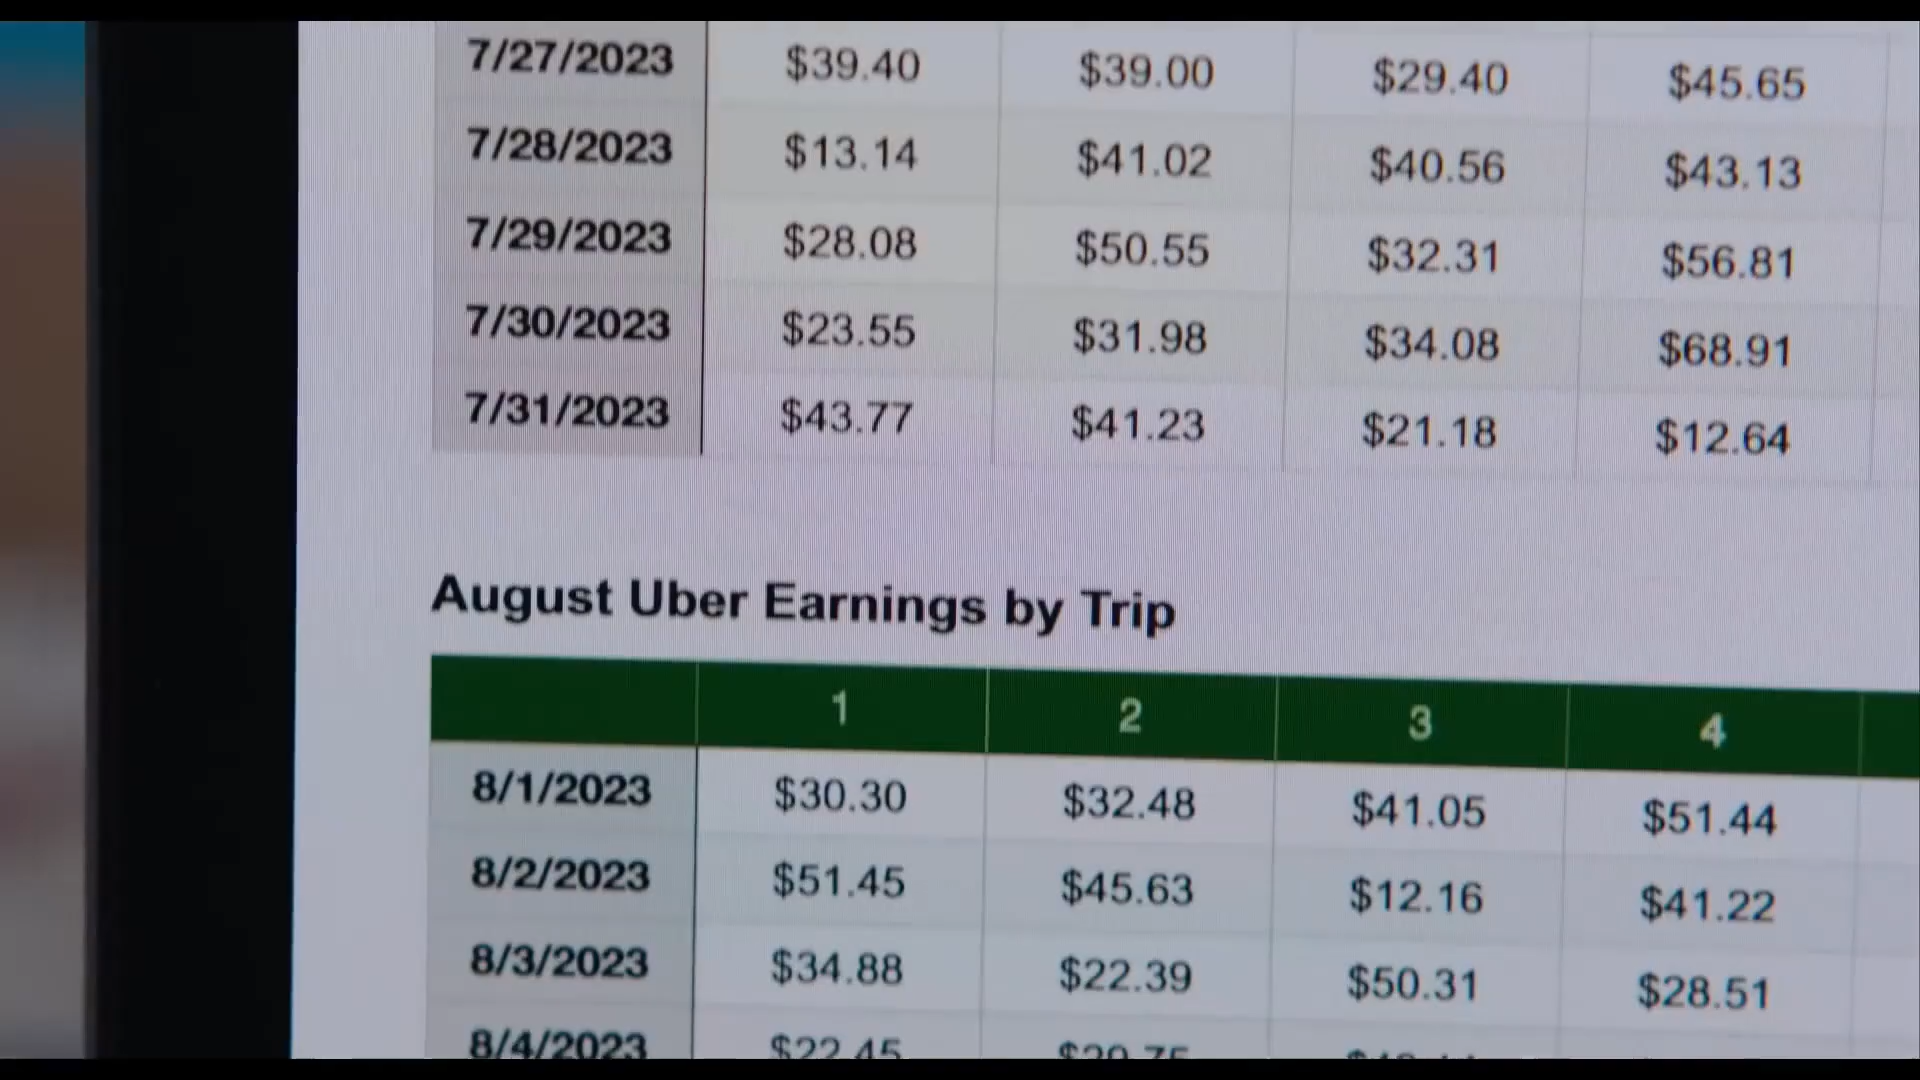 7/27/2023 $39.40 $39.00 $29.40 $45.65
7/28/2023 $13.14 $41.02 $40.56 $43.13
7/29/2023 $28.08 $50.55 $32.31 $56.81
7/30/2023 $23.55 $31.98 $34.08 $68.91
7/31/2023 $43.77 $41.23 $21.18 $12.64
August Uber Earnings by Trip
1 2 3 4
8/1/2023 $30.30 $32.48 $41.05 $51.44
8/2/2023 $51.45 $45.63 $12.16 $41.22
8/3/2023 $34.88 $22.39 $50.31 $28.51
8/4/2023 $22.45